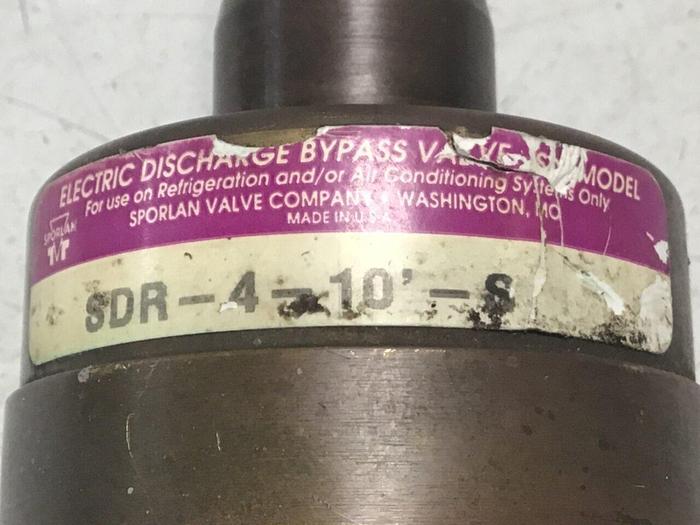 ELECTRIC DISCHARGE BYPASS VALVE MODEL
For use on Refrigeration and/or Air Conditioning Systems Only
SPORLAN VALVE COMPANY • WASHINGTON, MO
MADE IN U.S.A.
SPORLAN
SDR-4-10'-S